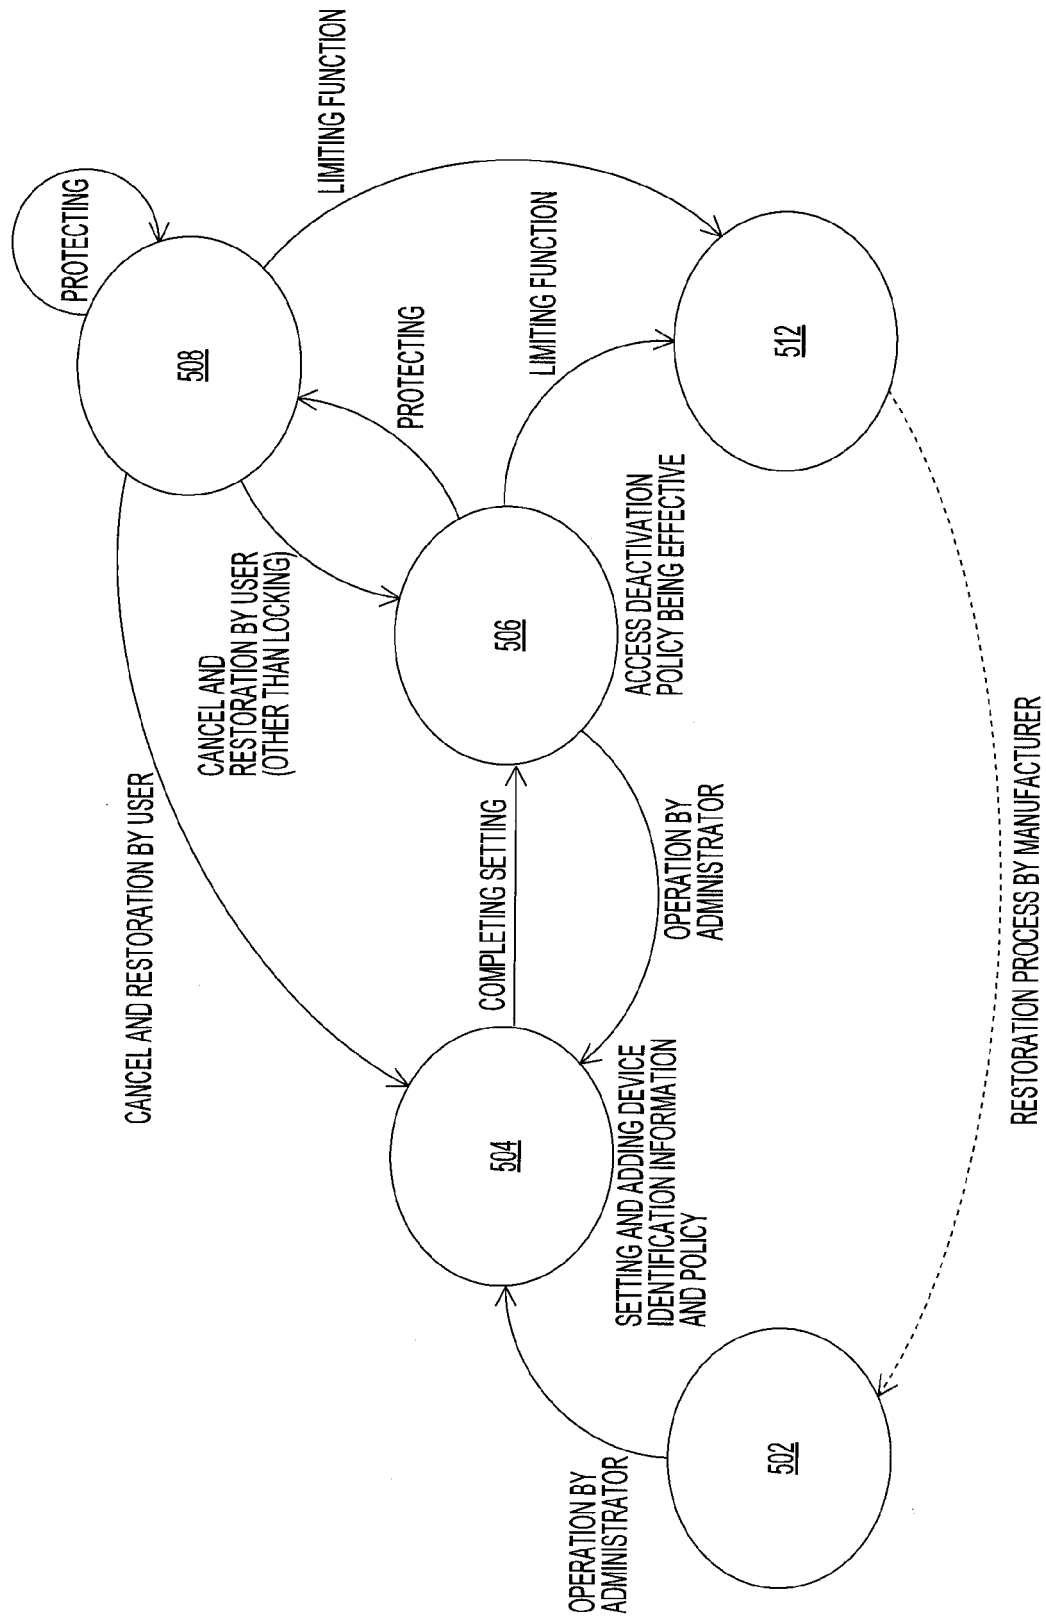 PROTECTING
508
LIMITING FUNCTION
PROTECTING
LIMITING FUNCTION
512
CANCEL AND RESTORATION BY USER
CANCEL AND
RESTORATION BY USER
(OTHER THAN LOCKING)
506
ACCESS DEACTIVATION
POLICY BEING EFFECTIVE
COMPLETING SETTING
OPERATION BY
ADMINISTRATOR
504
SETTING AND ADDING DEVICE
IDENTIFICATION INFORMATION
AND POLICY
RESTORATION PROCESS BY MANUFACTURER
502
OPERATION BY
ADMINISTRATOR